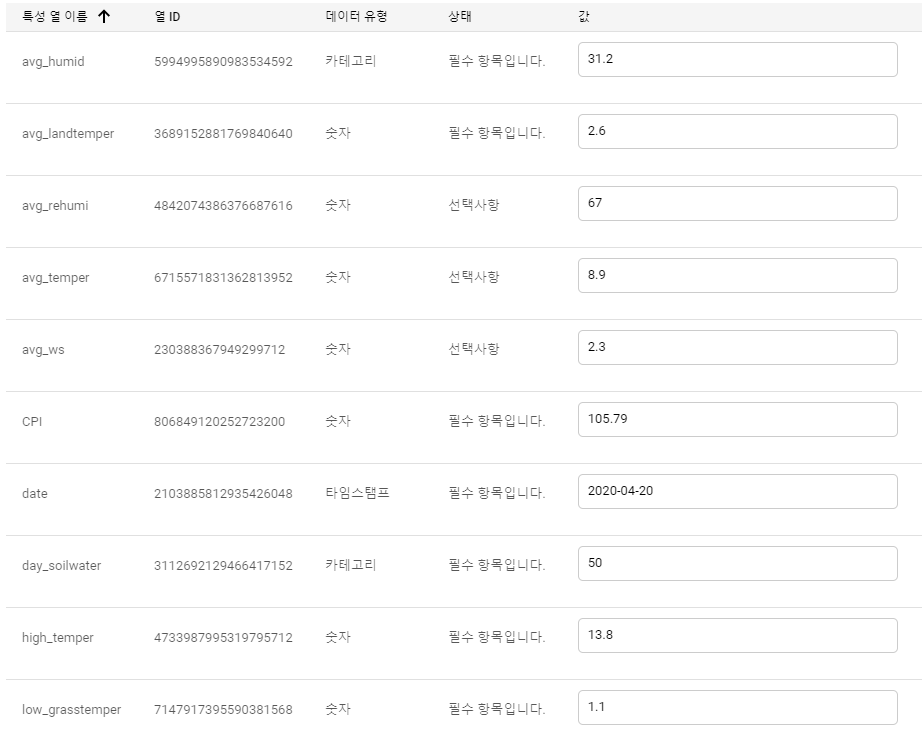 특성 열 이름 ↑ 열 ID 데이터 유형 상태 값
avg_humid 5994995890983534592 카테고리 필수 항목입니다. 31.2
avg_landtemper 3689152881769840640 숫자 필수 항목입니다. 2.6
avg_rehumi 4842074386376687616 숫자 선택사항 67
avg_temper 6715571831362813952 숫자 선택사항 8.9
avg_ws 230388367949299712 숫자 선택사항 2.3
CPI 806849120252723200 숫자 필수 항목입니다. 105.79
date 2103885812935426048 타임스탬프 필수 항목입니다. 2020-04-20
day_soilwater 3112692129466417152 카테고리 필수 항목입니다. 50
high_temper 4733987995319795712 숫자 필수 항목입니다. 13.8
low_grasstemper 7147917395590381568 숫자 필수 항목입니다. 1.1